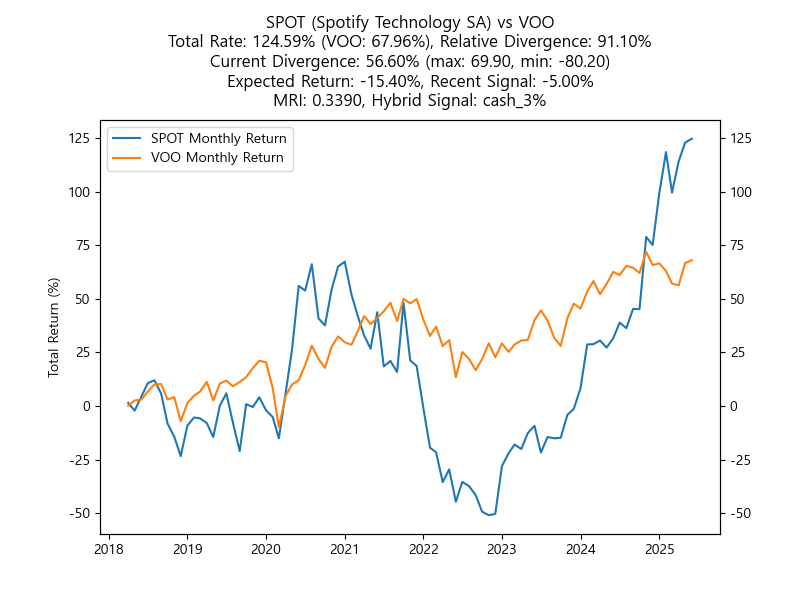 SPOT (Spotify Technology SA) vs VOO
Total Rate: 124.59% (VOO: 67.96%), Relative Divergence: 91.10%
Current Divergence: 56.60% (max: 69.90, min: -80.20)
Expected Return: -15.40%, Recent Signal: -5.00%
MRI: 0.3390, Hybrid Signal: cash_3%
SPOT Monthly Return
VOO Monthly Return
Total Return (%)
125
100
75
50
25
0
-25
-50
125
100
75
50
25
0
-25
-50
2018 2019 2020 2021 2022 2023 2024 2025